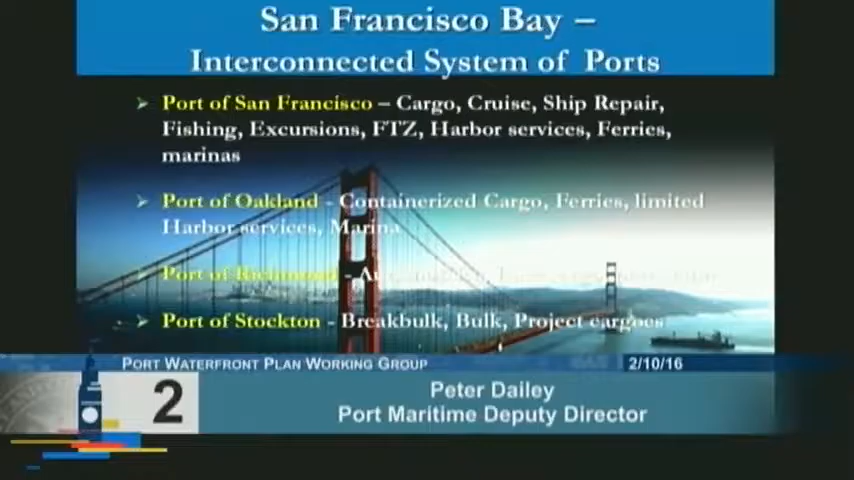 San Francisco Bay –
Interconnected System of Ports
Port of San Francisco – Cargo, Cruise, Ship Repair,
Fishing, Excursions, FTZ, Harbor services, Ferries,
marinas
Port of Oakland - Containerized Cargo, Ferries, limited
Harbor services, Marina
Port of Richmond -
Port of Stockton - Breakbulk, Bulk, Project cargoes
PORT WATERFRONT PLAN WORKING GROUP
2/10/16
2
Peter Dailey
Port Maritime Deputy Director